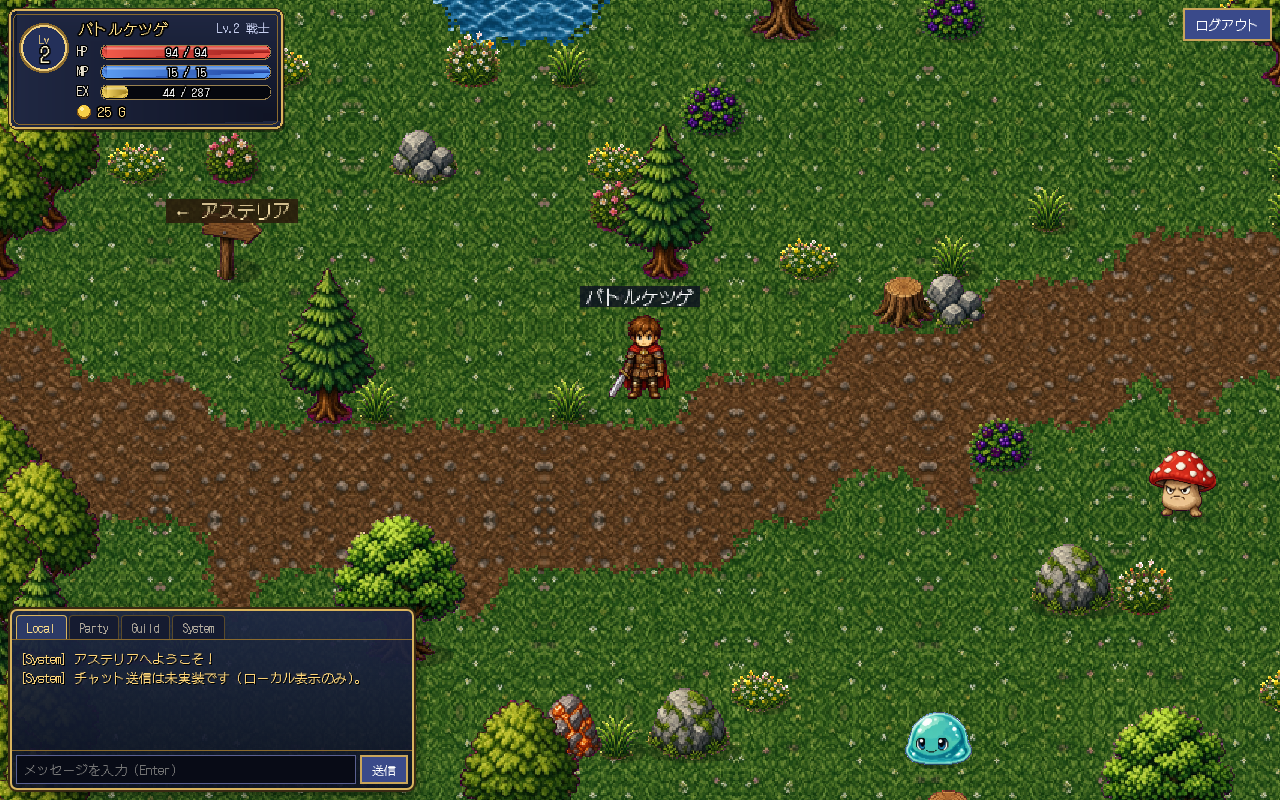 バトルケツゲ Lv.2 戦士
Lv
2
HP 94 / 94
MP 15 / 15
EX 44 / 287
25 G
ログアウト
← アステリア
バトルケツゲ
Local Party Guild System
[System] アステリアへようこそ！
[System] チャット送信は未実装です（ローカル表示のみ）。
メッセージを入力 (Enter) 送信